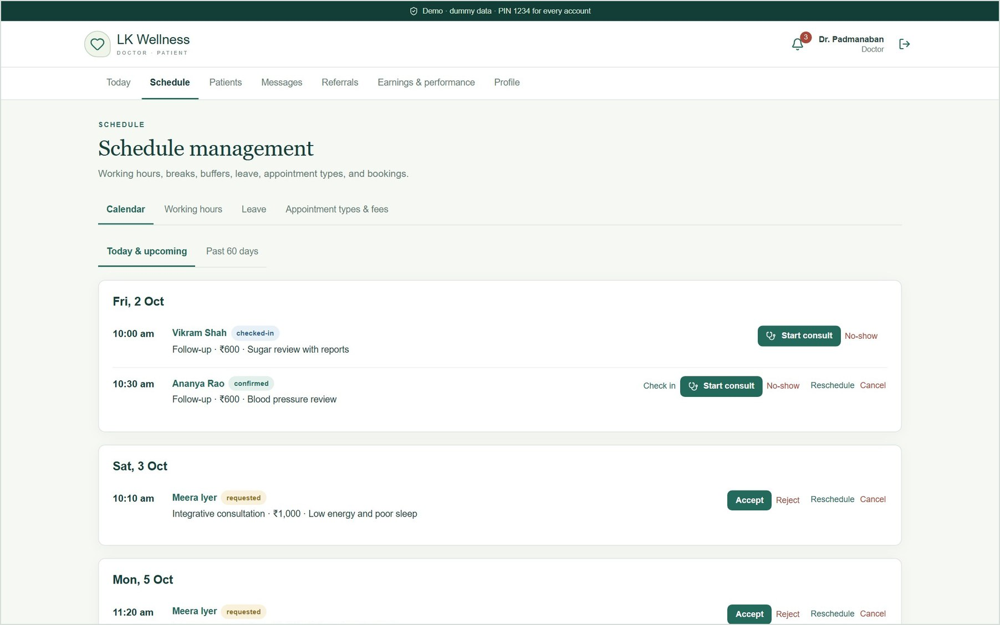 Demo · dummy data · PIN 1234 for every account
LK Wellness
DOCTOR · PATIENT
3
Dr. Padmanaban
Doctor
Today Schedule Patients Messages Referrals Earnings & performance Profile
SCHEDULE
Schedule management
Working hours, breaks, buffers, leave, appointment types, and bookings.
Calendar Working hours Leave Appointment types & fees
Today & upcoming Past 60 days
Fri, 2 Oct
10:00 am Vikram Shah checked-in Start consult No-show
Follow-up · ₹600 · Sugar review with reports
10:30 am Ananya Rao confirmed Check in Start consult No-show Reschedule Cancel
Follow-up · ₹600 · Blood pressure review
Sat, 3 Oct
10:10 am Meera Iyer requested Accept Reject Reschedule Cancel
Integrative consultation · ₹1,000 · Low energy and poor sleep
Mon, 5 Oct
11:20 am Meera Iyer requested Accept Reject Reschedule Cancel